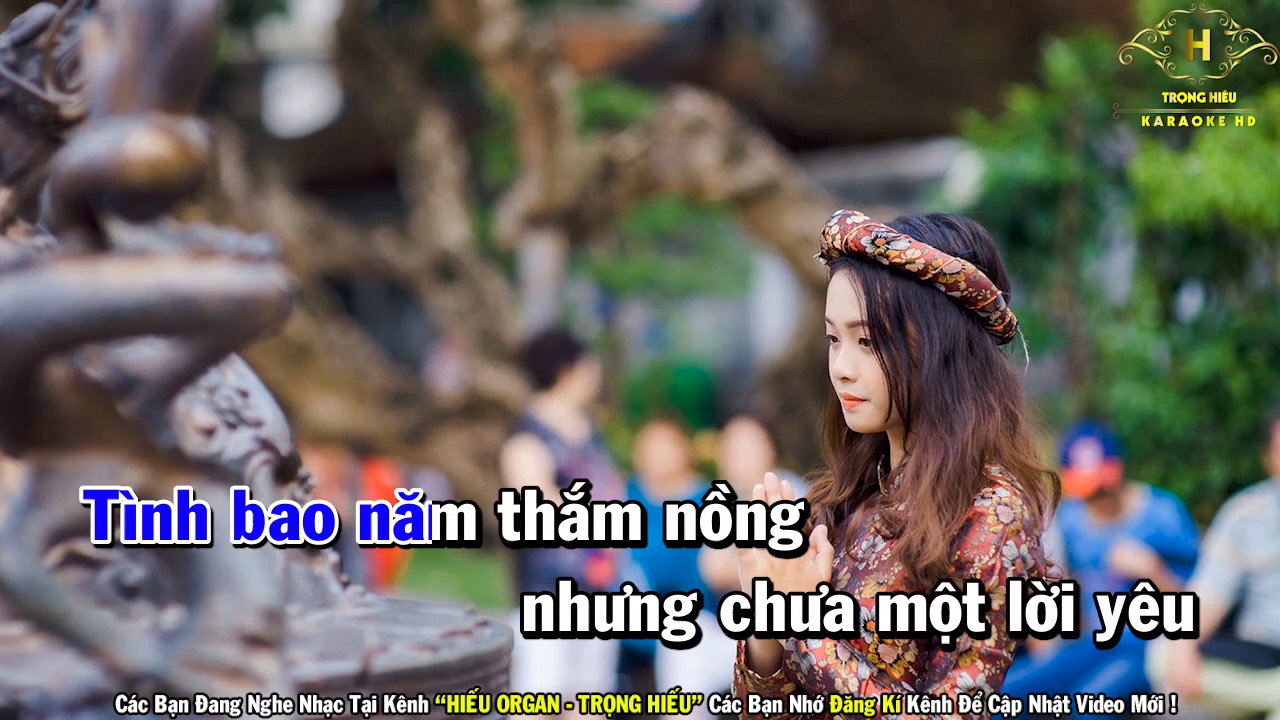 H
TRỌNG HIẾU
KARAOKE HD
Tình bao năm thắm nồng
nhưng chưa một lời yêu
Các Bạn Đang Nghe Nhạc Tại Kênh “HIẾU ORGAN - TRỌNG HIẾU” Các Bạn Nhớ Đăng Kí Kênh Để Cập Nhật Video Mới !